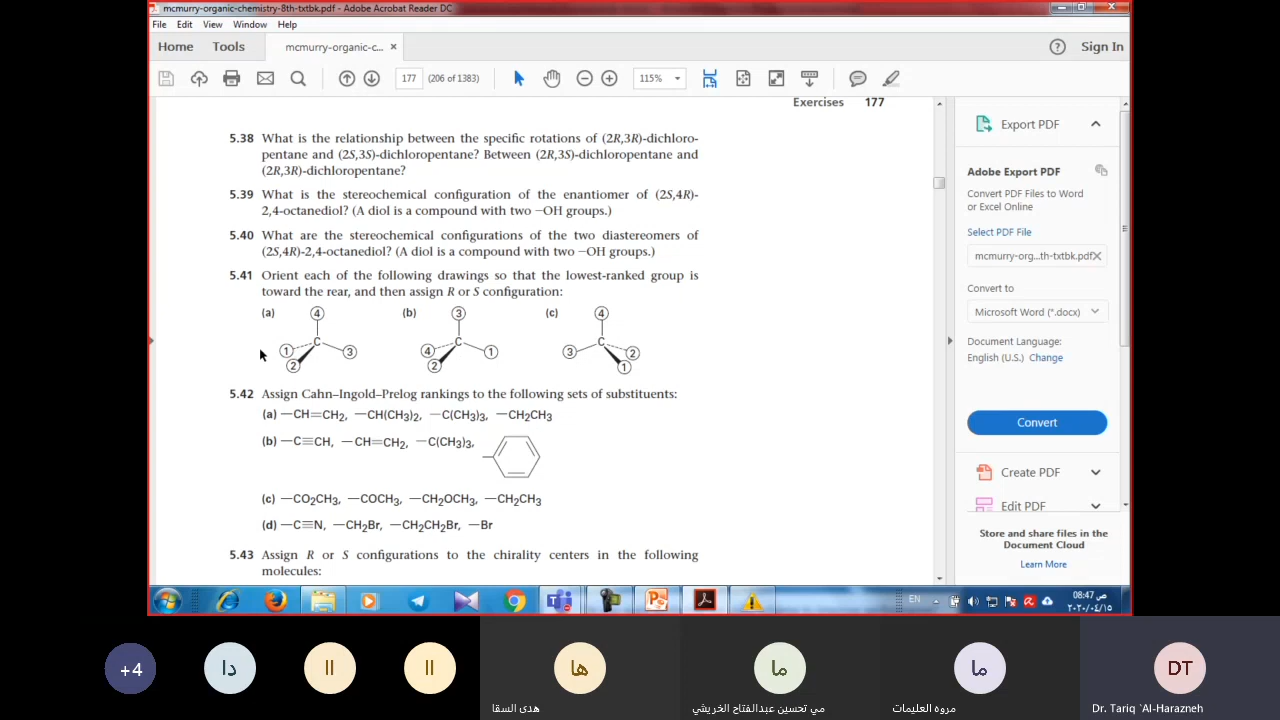 mcmurry-organic-chemistry-8th-txtbk.pdf - Adobe Acrobat Reader DC
File Edit View Window Help
Home Tools mcmurry-organic-c... × Sign In
177 (206 of 1383) 115%
Exercises 177
5.38 What is the relationship between the specific rotations of (2R,3R)-dichloro-
pentane and (2S,3S)-dichloropentane? Between (2R,3S)-dichloropentane and
(2R,3R)-dichloropentane?
5.39 What is the stereochemical configuration of the enantiomer of (2S,4R)-
2,4-octanediol? (A diol is a compound with two −OH groups.)
5.40 What are the stereochemical configurations of the two diastereomers of
(2S,4R)-2,4-octanediol? (A diol is a compound with two −OH groups.)
5.41 Orient each of the following drawings so that the lowest-ranked group is
toward the rear, and then assign R or S configuration:
(a) 4 (b) 3 (c) 4
C C C
1 3 4 1 3 2
2 2 1
5.42 Assign Cahn–Ingold–Prelog rankings to the following sets of substituents:
(a) —CH=CH2, —CH(CH3)2, —C(CH3)3, —CH2CH3
(b) —C≡CH, —CH=CH2, —C(CH3)3,
(c) —CO2CH3, —COCH3, —CH2OCH3, —CH2CH3
(d) —C≡N, —CH2Br, —CH2CH2Br, —Br
5.43 Assign R or S configurations to the chirality centers in the following
molecules:
Export PDF
Adobe Export PDF
Convert PDF Files to Word
or Excel Online
Select PDF File
mcmurry-org...th-txtbk.pdf ×
Convert to
Microsoft Word (*.docx)
Document Language:
English (U.S.) Change
Convert
Create PDF
Edit PDF
Store and share files in the
Document Cloud
Learn More
EN
08:47 ص
٢٠٢٠/٠٤/١٥
+4 دا اا اا ها ما ما DT
هدى السقا
مي تحسين عبدالفتاح الخريشي
مروه العليمات
Dr. Tariq `Al-Harazneh